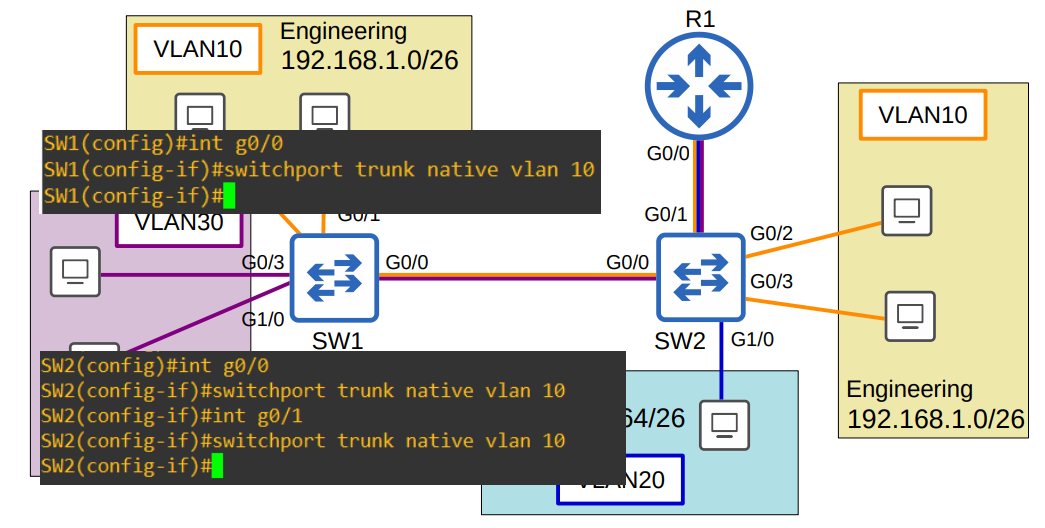 VLAN10
Engineering
192.168.1.0/26
R1
VLAN10
SW1(config)#int g0/0
SW1(config-if)#switchport trunk native vlan 10
SW1(config-if)#
G0/0
G0/1
VLAN30
G0/1
G0/2
G0/3
G0/0
G0/0
G0/3
G1/0
SW1
SW2
G1/0
SW2(config)#int g0/0
SW2(config-if)#switchport trunk native vlan 10
SW2(config-if)#int g0/1
SW2(config-if)#switchport trunk native vlan 10
SW2(config-if)#
64/26
VLAN20
Engineering
192.168.1.0/26